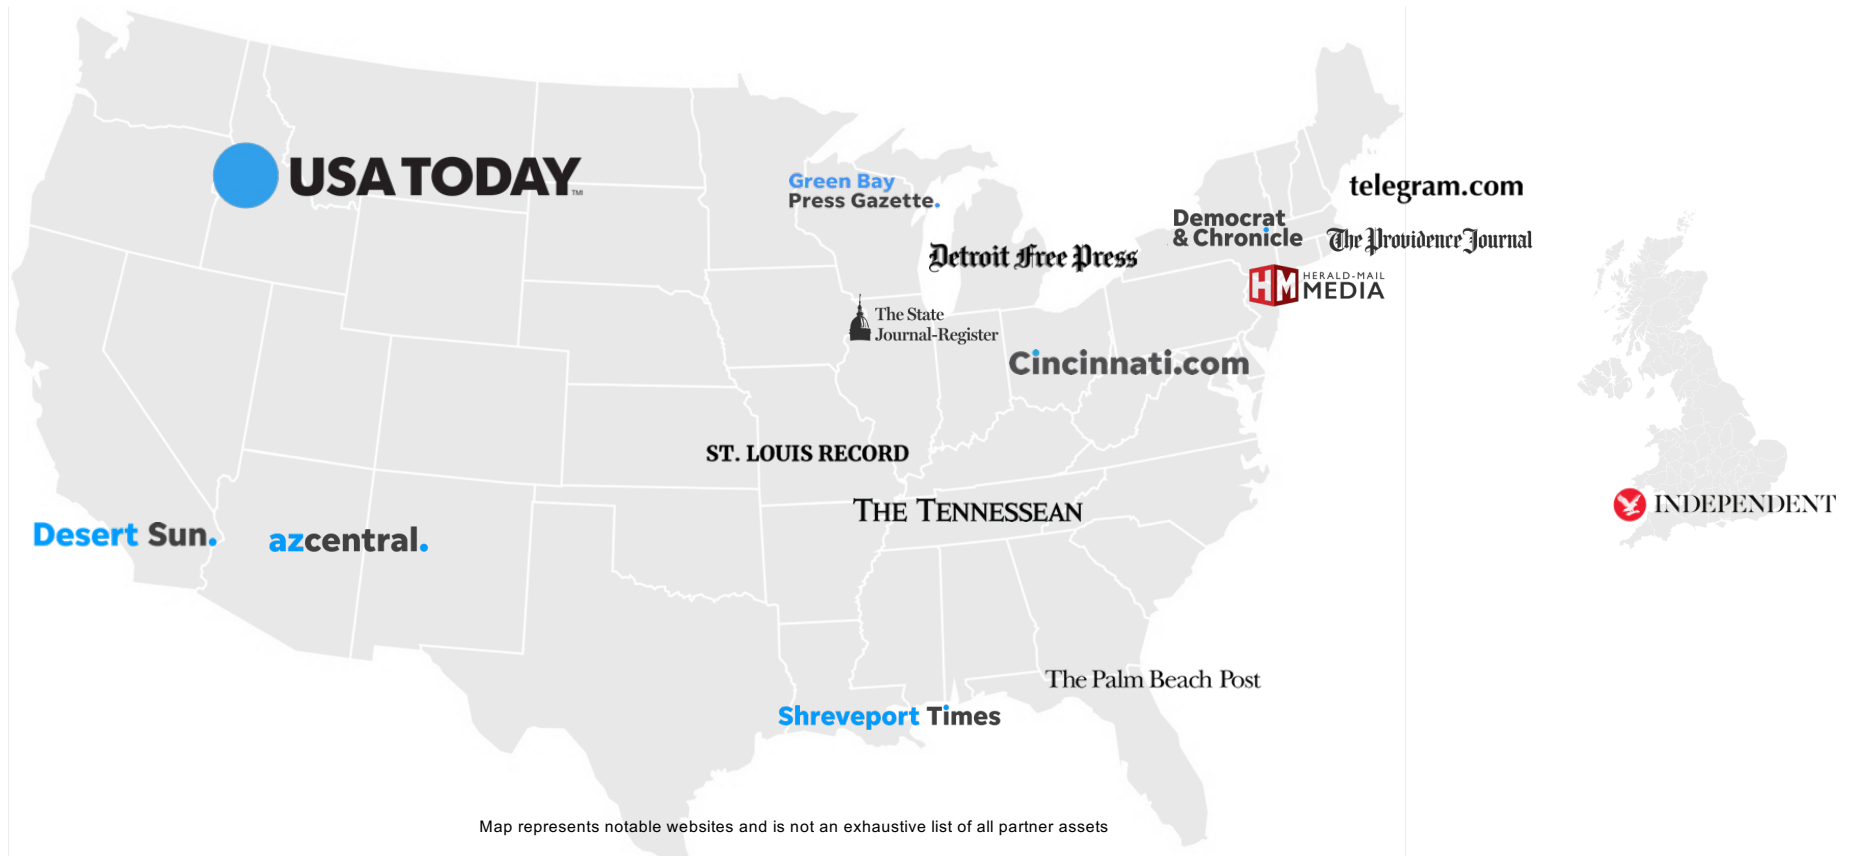 USA TODAY
TM
Green Bay
Press Gazette.
telegram.com
Democrat
& Chronicle
The Providence Journal
Detroit Free Press
HM
HERALD-MAIL
MEDIA
The State
Journal-Register
Cincinnati.com
ST. LOUIS RECORD
THE TENNESSEAN
INDEPENDENT
Desert Sun.
azcentral.
The Palm Beach Post
Shreveport Times
Map represents notable websites and is not an exhaustive list of all partner assets